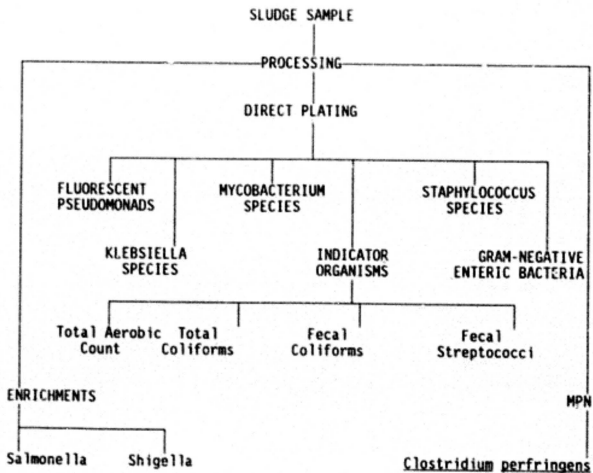 SLUDGE SAMPLE
PROCESSING
DIRECT PLATING
FLUORESCENT
PSEUDOMONADS
MYCOBACTERIUM
SPECIES
STAPHYLOCOCCUS
SPECIES
KLEBSIELLA
SPECIES
INDICATOR
ORGANISMS
GRAM-NEGATIVE
ENTERIC BACTERIA
Total Aerobic
Count
Total
Coliforms
Fecal
Coliforms
Fecal
Streptococci
ENRICHMENTS
MPN
Salmonella
Shigella
Clostridium perfringens